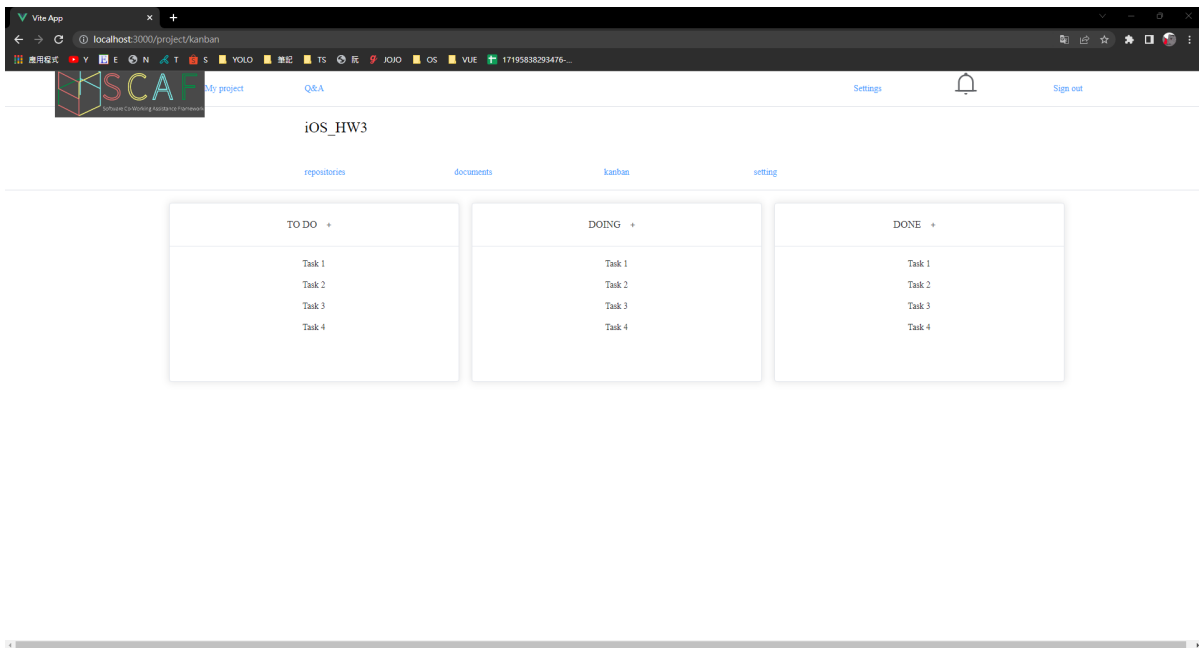 Vite App
localhost:3000/project/kanban
應用程式 Y E N T S YOLO 筆記 TS 阮 JOJO OS VUE 17195838293476-...
SCAF My project Q&A Settings Sign out
Software Co-Working Assistance Framework
iOS_HW3
repositories documents kanban setting
TO DO + DOING + DONE +
Task 1 Task 1 Task 1
Task 2 Task 2 Task 2
Task 3 Task 3 Task 3
Task 4 Task 4 Task 4